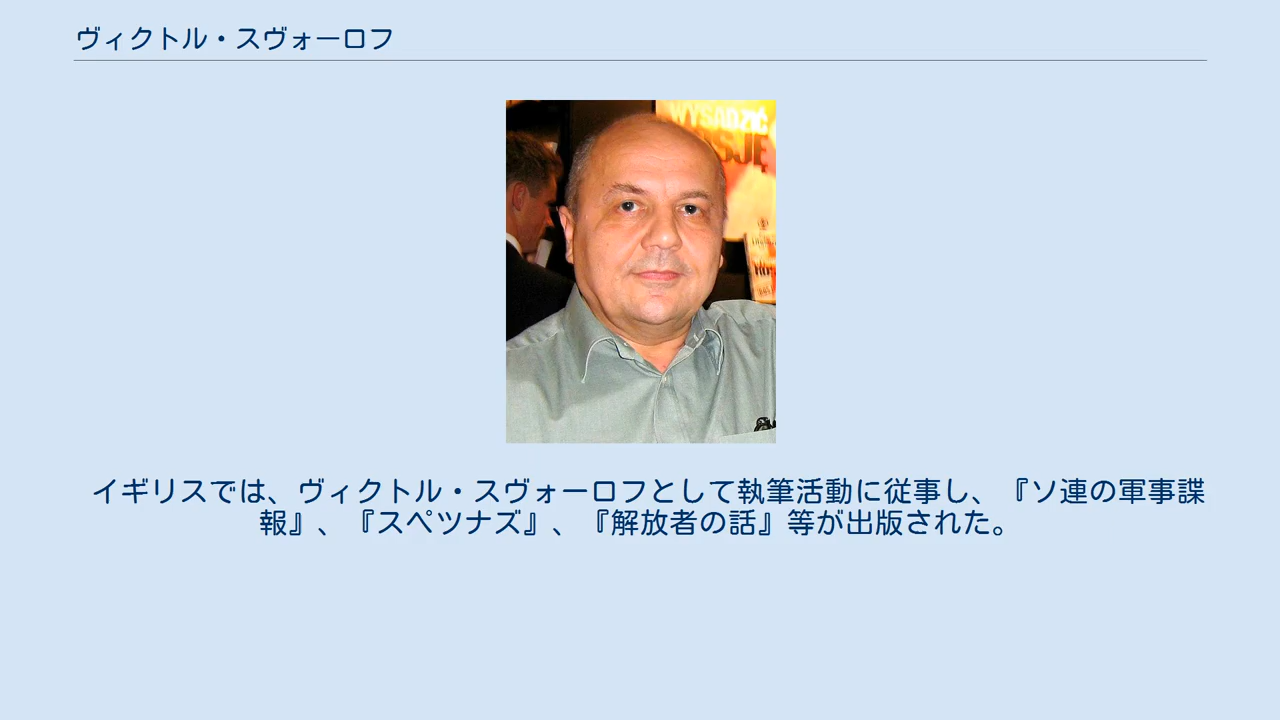 ヴィクトル・スヴォーロフ
WYSADZIĆ
イギリスでは、ヴィクトル・スヴォーロフとして執筆活動に従事し、『ソ連の軍事諜
報』、『スペツナズ』、『解放者の話』等が出版された。